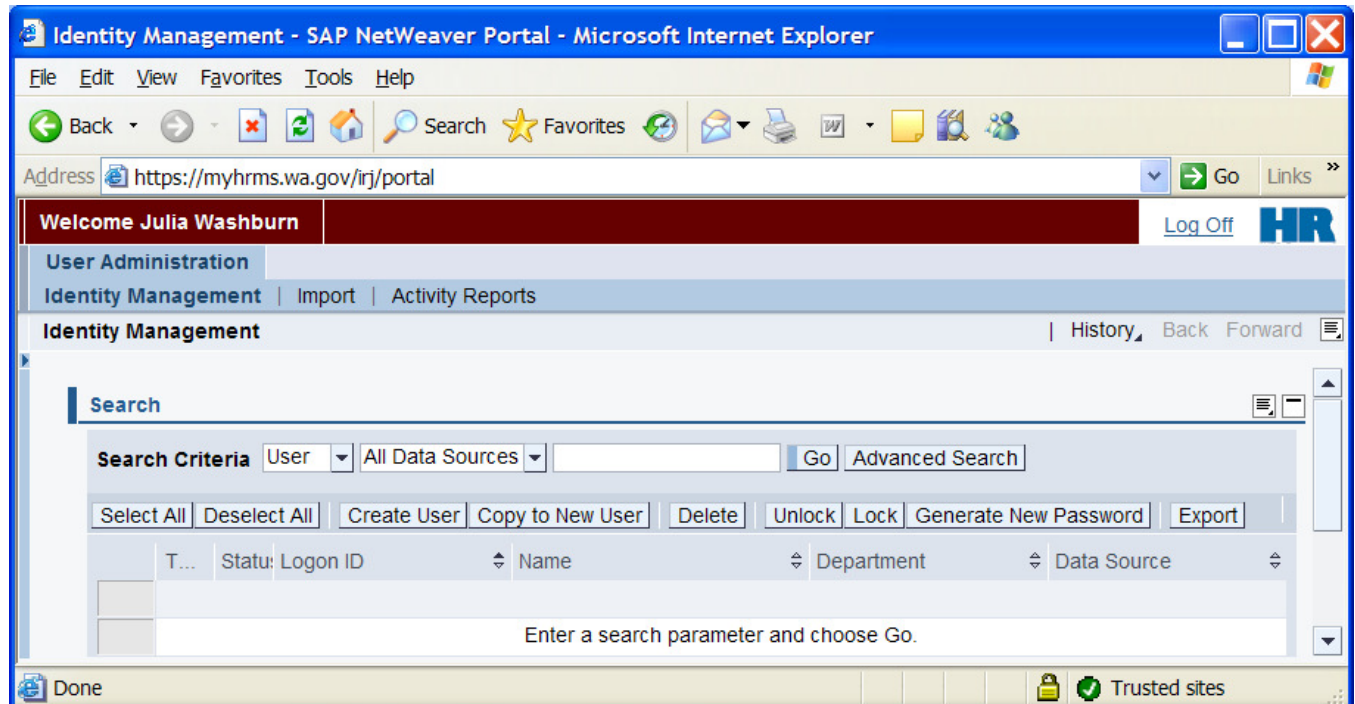 Identity Management - SAP NetWeaver Portal - Microsoft Internet Explorer
File Edit View Favorites Tools Help
Back Search Favorites W
Address https://myhrms.wa.gov/irj/portal Go Links »
Welcome Julia Washburn Log Off HR
User Administration
Identity Management | Import | Activity Reports
Identity Management | History Back Forward
Search
Search Criteria User All Data Sources Go Advanced Search
Select All Deselect All Create User Copy to New User Delete Unlock Lock Generate New Password Export
T... Statu Logon ID Name Department Data Source
Enter a search parameter and choose Go.
Done Trusted sites